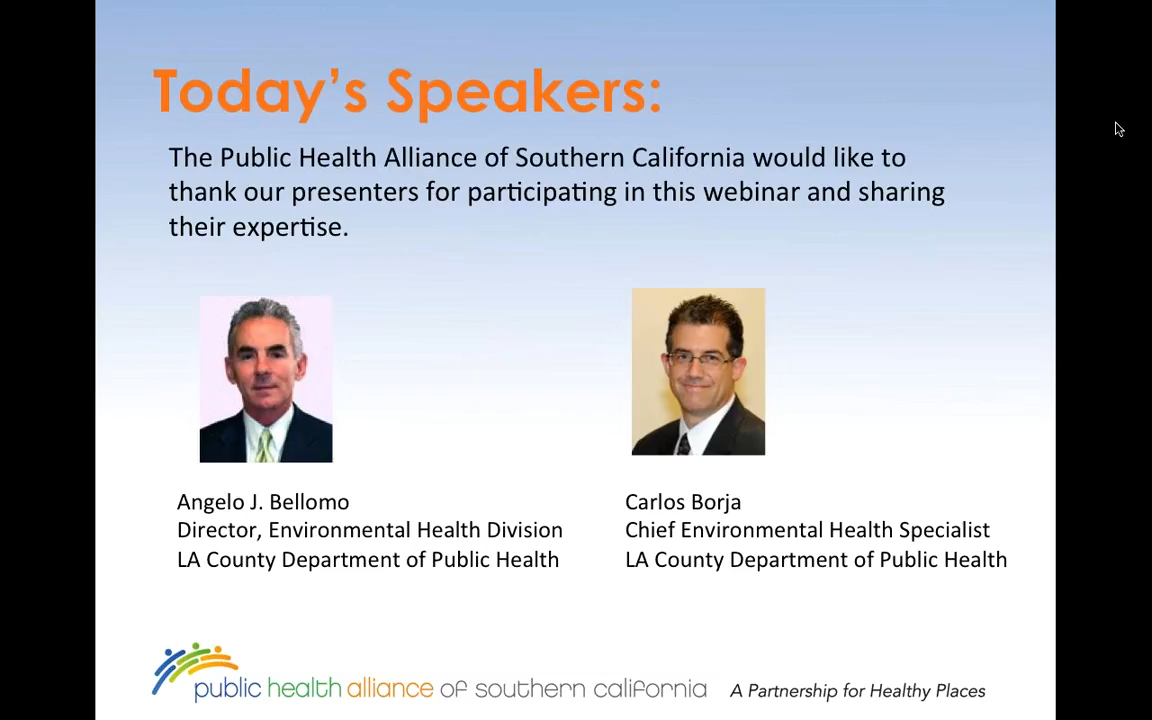 Today’s Speakers:
The Public Health Alliance of Southern California would like to
thank our presenters for participating in this webinar and sharing
their expertise.
Angelo J. Bellomo
Director, Environmental Health Division
LA County Department of Public Health
Carlos Borja
Chief Environmental Health Specialist
LA County Department of Public Health
public health alliance of southern california
A Partnership for Healthy Places